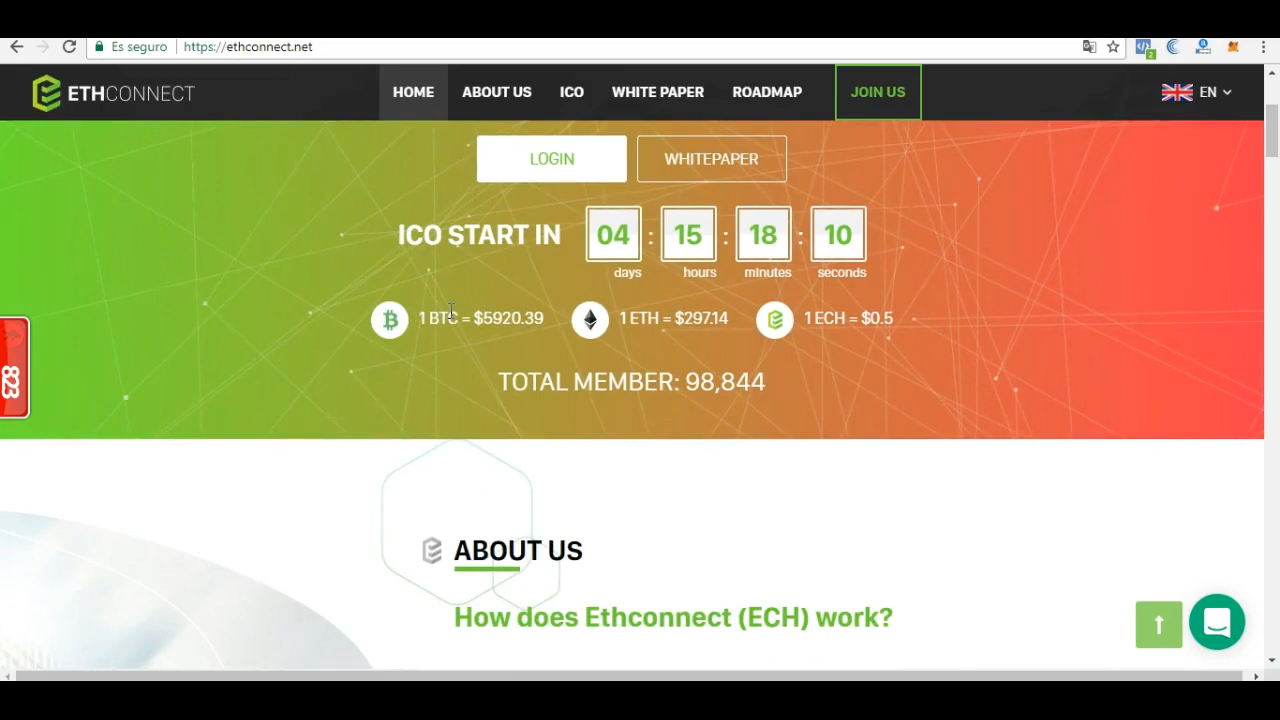 Es seguro https://ethconnect.net
ETHCONNECT HOME ABOUT US ICO WHITE PAPER ROADMAP JOIN US EN
LOGIN WHITEPAPER
ICO START IN 04 : 15 : 18 : 10
days hours minutes seconds
1 BTC = $5920.39 1 ETH = $297.14 1 ECH = $0.5
823
TOTAL MEMBER: 98,844
ABOUT US
How does Ethconnect (ECH) work?